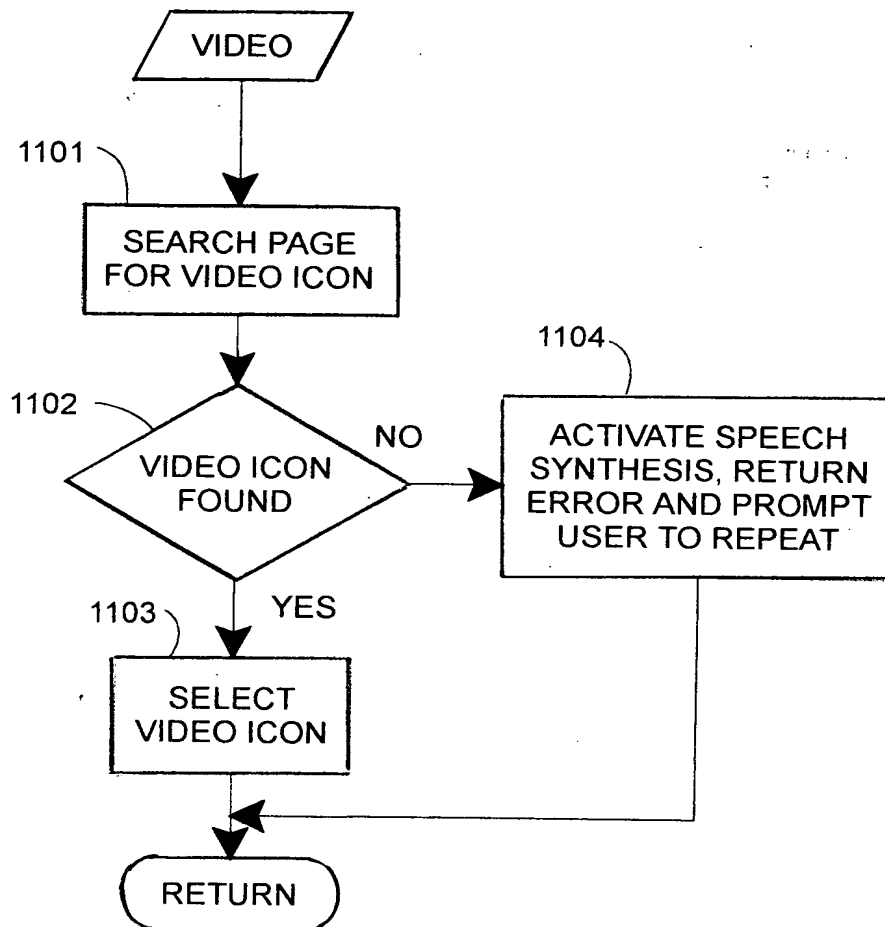 VIDEO
1101
SEARCH PAGE
FOR VIDEO ICON
1102
VIDEO ICON
FOUND
NO
1104
ACTIVATE SPEECH
SYNTHESIS, RETURN
ERROR AND PROMPT
USER TO REPEAT
YES
1103
SELECT
VIDEO ICON
RETURN